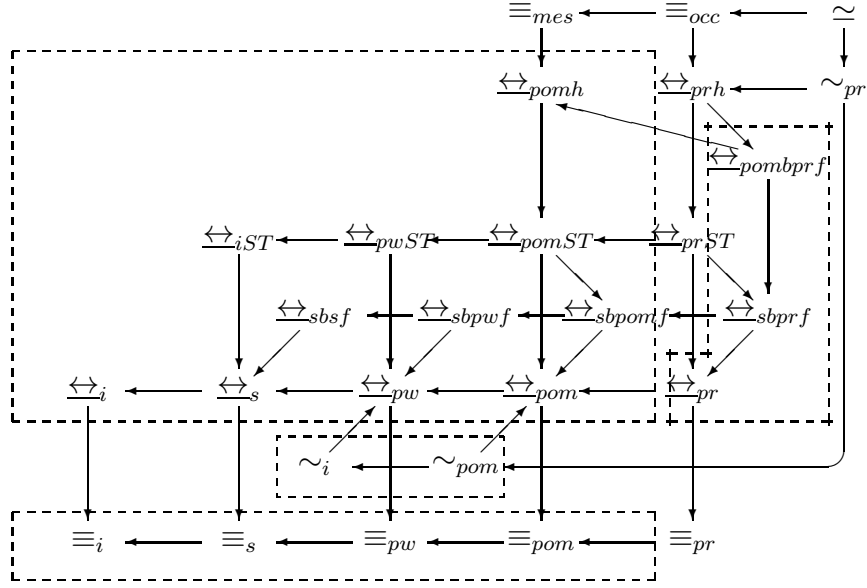 ≡mes ≡occ ≃
↔pomh ↔prh ∼pr
↔pombprf
↔iST ↔pwST ↔pomST ↔prST
↔sbsf ↔sbpwf ↔sbpomf ↔sbprf
↔i ↔s ↔pw ↔pom ↔pr
∼i ∼pom
≡i ≡s ≡pw ≡pom ≡pr